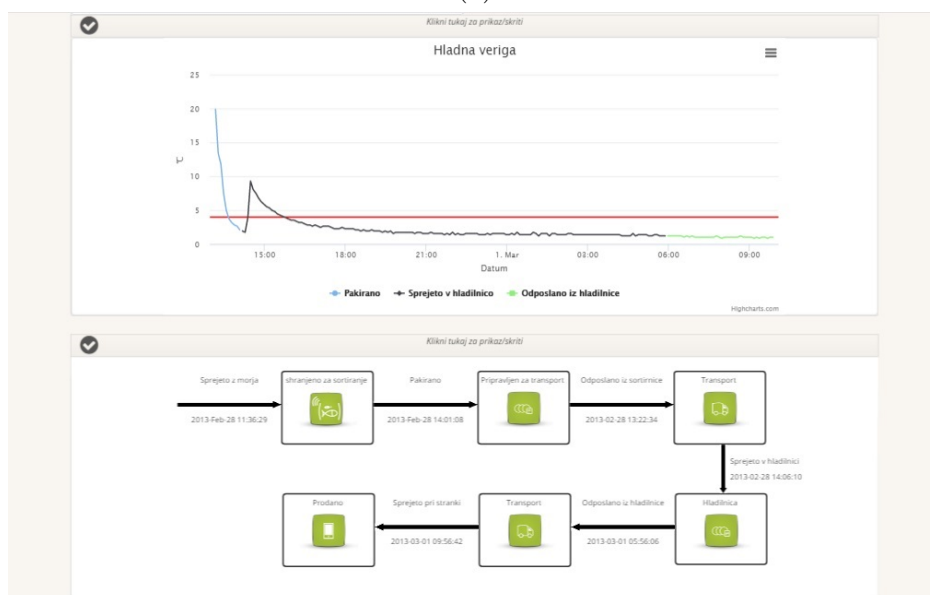 Klikni tukaj za prikaz/skriti
Hladna veriga
25
20
15
10
5
0
℃
15:00 18:00 21:00 1. Mar 03:00 06:00 09:00
Datum
Pakirano Sprejeto v hladilnico Odposlano iz hladilnice
Highcharts.com
Klikni tukaj za prikaz/skriti
Sprejeto z morja shranjeno za sortiranje Pakirano Pripravljen za transport Odposlano iz sortirnice Transport
2013-Feb-28 11:36:29 2013-Feb-28 14:01:08 2013-02-28 13:22:34
Sprejeto v hladilnici
2013-02-28 14:06:10
Prodano Sprejeto pri stranki Transport Odposlano iz hladilnice Hladilnica
2013-03-01 09:56:42 2013-03-01 05:56:06